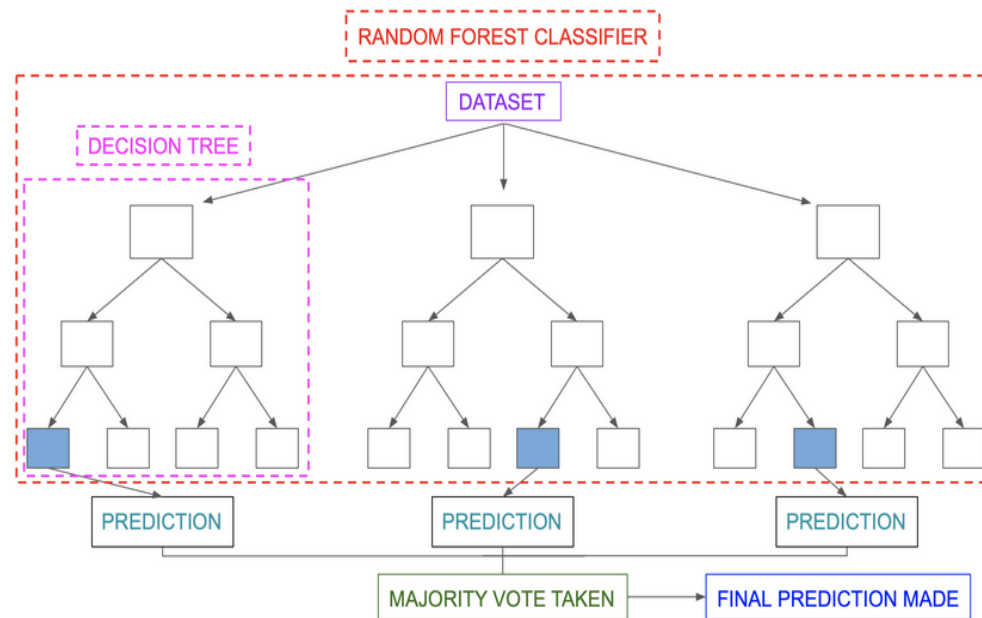 RANDOM FOREST CLASSIFIER
DATASET
DECISION TREE
PREDICTION
PREDICTION
PREDICTION
MAJORITY VOTE TAKEN
FINAL PREDICTION MADE